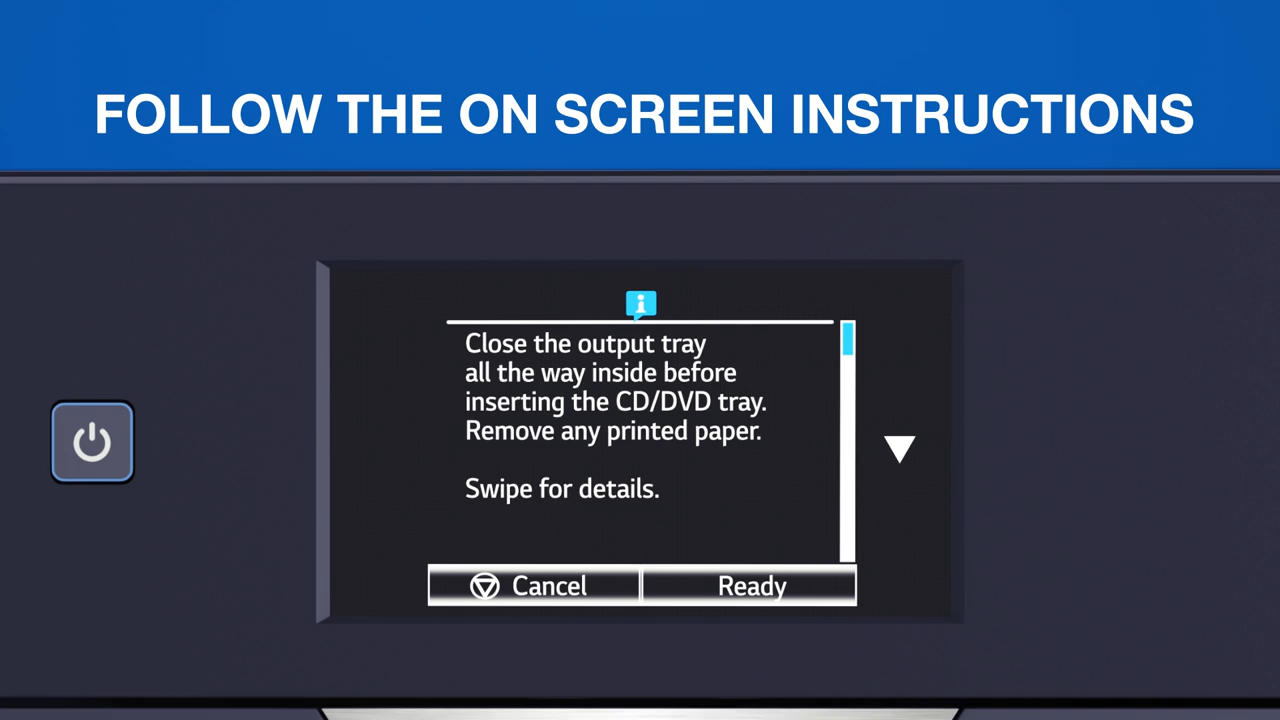 FOLLOW THE ON SCREEN INSTRUCTIONS
Close the output tray
all the way inside before
inserting the CD/DVD tray.
Remove any printed paper.
Swipe for details.
Cancel
Ready